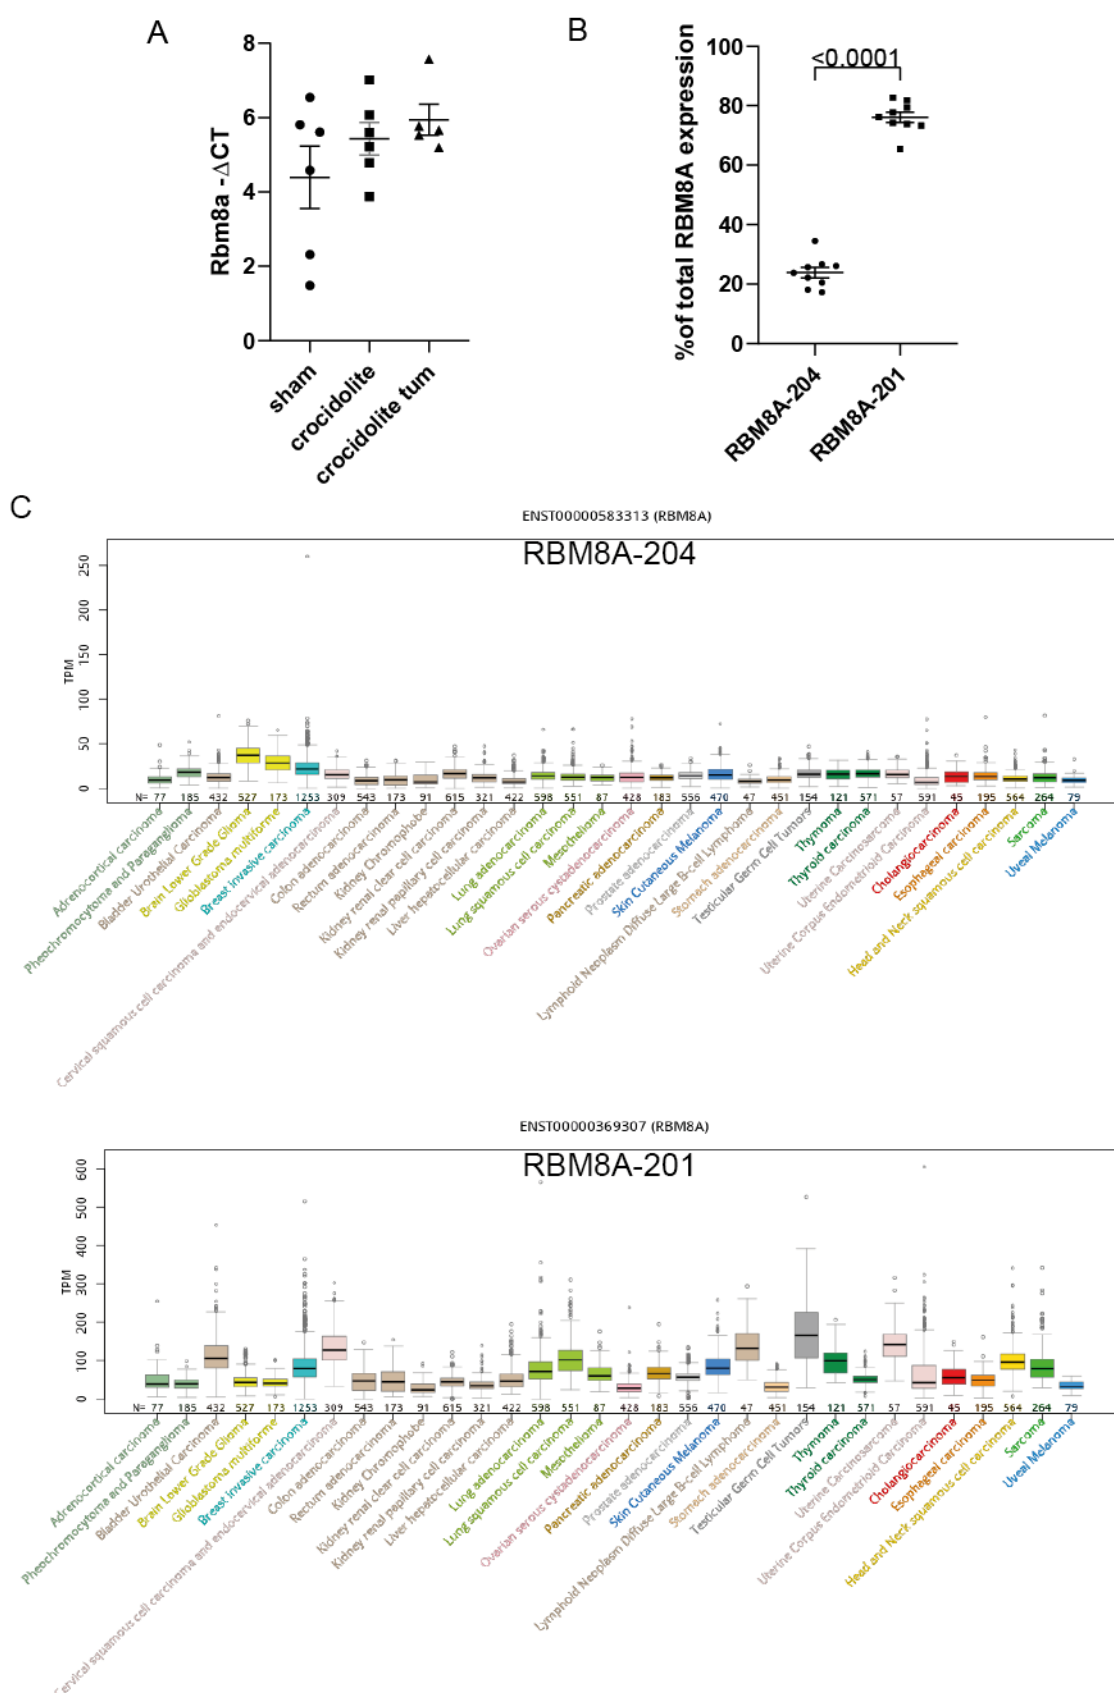 A
B
8
6
4
2
0
Rbm8a -ΔCT
sham
crocidolite
crocidolite tum
100
80
60
40
20
0
%of total RBM8A expression
<0.0001
RBM8A-204
RBM8A-201
C
ENST00000583313 (RBM8A)
RBM8A-204
250
200
150
100
50
0
TPM
N= 77 185 432 527 173 1253 309 543 173 91 615 321 422 598 551 87 428 183 556 470 47 451 154 121 571 57 591 45 195 564 264 79
Adrenocortical carcinoma
Pheochromocytoma and Paraganglioma
Bladder Urothelial Carcinoma
Brain Lower Grade Glioma
Glioblastoma multiforme
Breast invasive carcinoma
Cervical squamous cell carcinoma and endocervical adenocarcinoma
Colon adenocarcinoma
Rectum adenocarcinoma
Kidney Chromophobe
Kidney renal clear cell carcinoma
Kidney renal papillary cell carcinoma
Liver hepatocellular carcinoma
Lung adenocarcinoma
Lung squamous cell carcinoma
Mesothelioma
Ovarian serous cystadenocarcinoma
Pancreatic adenocarcinoma
Prostate adenocarcinoma
Skin Cutaneous Melanoma
Lymphoid Neoplasm Diffuse Large B-cell Lymphoma
Stomach adenocarcinoma
Testicular Germ Cell Tumors
Thymoma
Thyroid carcinoma
Uterine Carcinosarcoma
Uterine Corpus Endometrioid Carcinoma
Cholangiocarcinoma
Esophageal carcinoma
Head and Neck squamous cell carcinoma
Sarcoma
Uveal Melanoma
ENST00000369307 (RBM8A)
RBM8A-201
600
500
400
300
200
100
0
TPM
N= 77 185 432 527 173 1253 309 543 173 91 615 321 422 598 551 87 428 183 556 470 47 451 154 121 571 57 591 45 195 564 264 79
Adrenocortical carcinoma
Pheochromocytoma and Paraganglioma
Bladder Urothelial Carcinoma
Brain Lower Grade Glioma
Glioblastoma multiforme
Breast invasive carcinoma
Cervical squamous cell carcinoma and endocervical adenocarcinoma
Colon adenocarcinoma
Rectum adenocarcinoma
Kidney Chromophobe
Kidney renal clear cell carcinoma
Kidney renal papillary cell carcinoma
Liver hepatocellular carcinoma
Lung adenocarcinoma
Lung squamous cell carcinoma
Mesothelioma
Ovarian serous cystadenocarcinoma
Pancreatic adenocarcinoma
Prostate adenocarcinoma
Skin Cutaneous Melanoma
Lymphoid Neoplasm Diffuse Large B-cell Lymphoma
Stomach adenocarcinoma
Testicular Germ Cell Tumors
Thymoma
Thyroid carcinoma
Uterine Carcinosarcoma
Uterine Corpus Endometrioid Carcinoma
Cholangiocarcinoma
Esophageal carcinoma
Head and Neck squamous cell carcinoma
Sarcoma
Uveal Melanoma